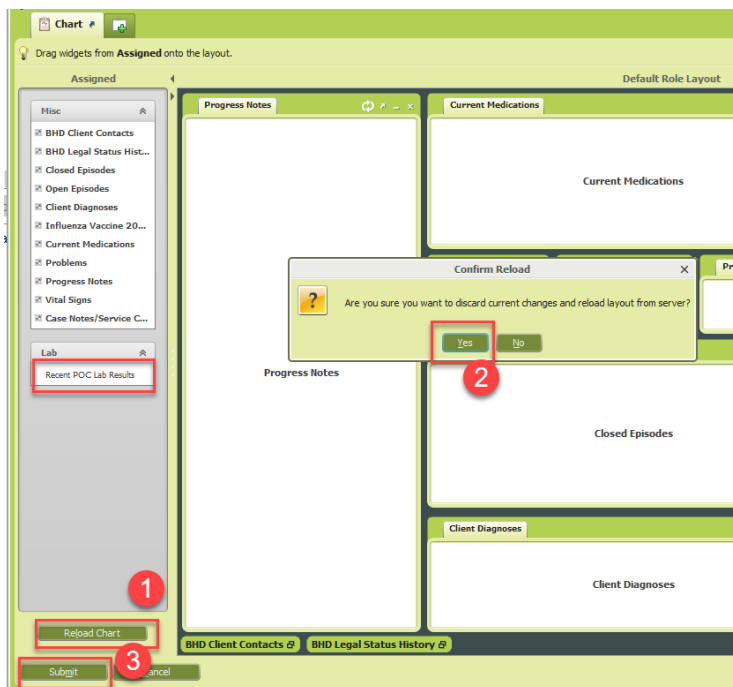 Chart
Drag widgets from Assigned onto the layout.
Assigned
Default Role Layout
Misc
BHD Client Contacts
BHD Legal Status Hist...
Closed Episodes
Open Episodes
Client Diagnoses
Influenza Vaccine 20...
Current Medications
Problems
Progress Notes
Vital Signs
Case Notes/Service C...
Lab
Recent POC Lab Results
1
Reload Chart
3
Submit
Progress Notes
Progress Notes
Current Medications
Current Medications
Confirm Reload
Are you sure you want to discard current changes and reload layout from server?
Yes
No
2
Pr
Closed Episodes
Client Diagnoses
Client Diagnoses
BHD Client Contacts
BHD Legal Status History